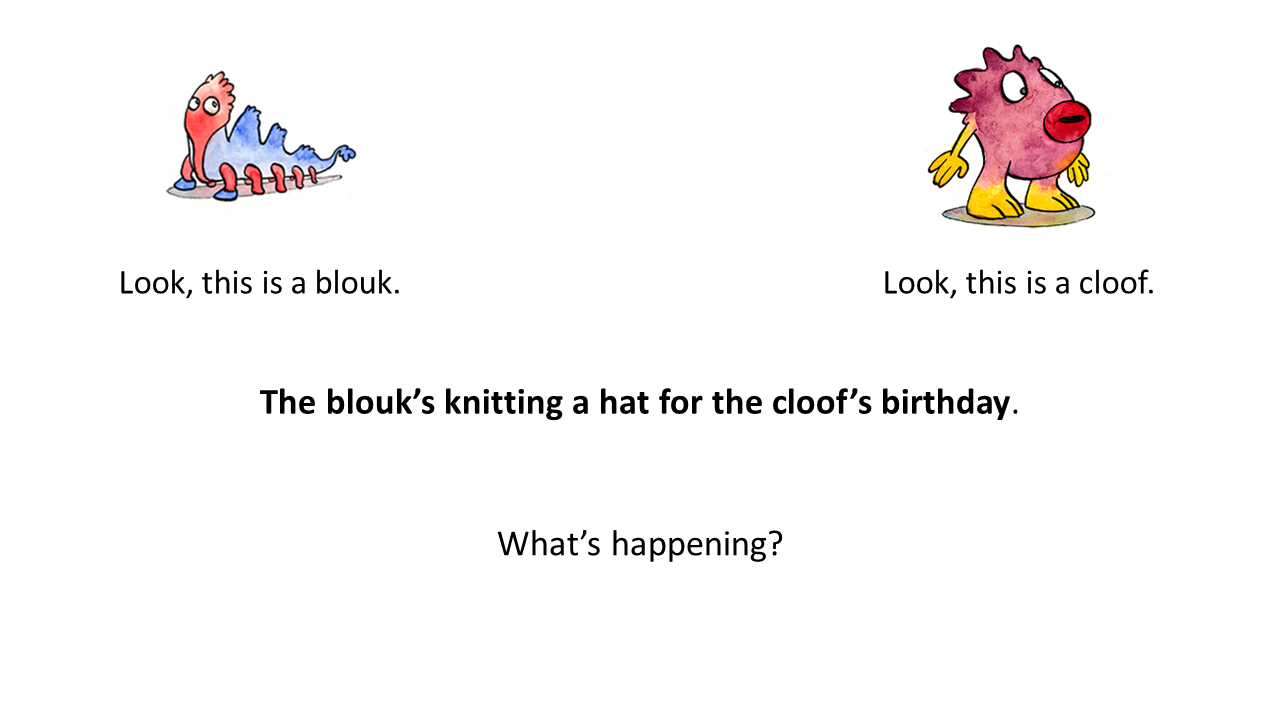 Look, this is a blouk.
Look, this is a cloof.
The blouk’s knitting a hat for the cloof’s birthday.
What’s happening?